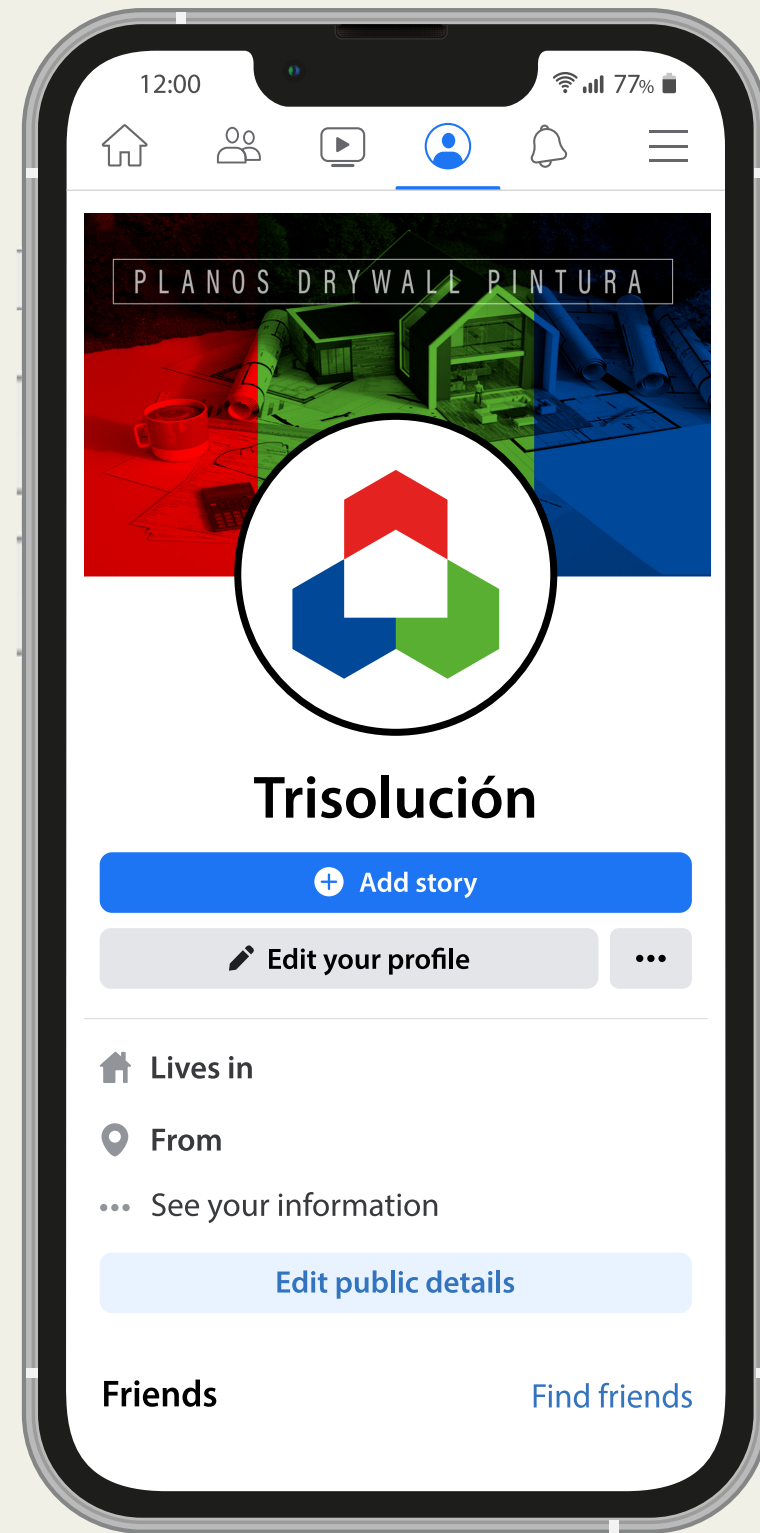 12:00
77%
PLANOS DRYWALL PINTURA
Trisolución
Add story
Edit your profile
Lives in
From
See your information
Edit public details
Friends
Find friends